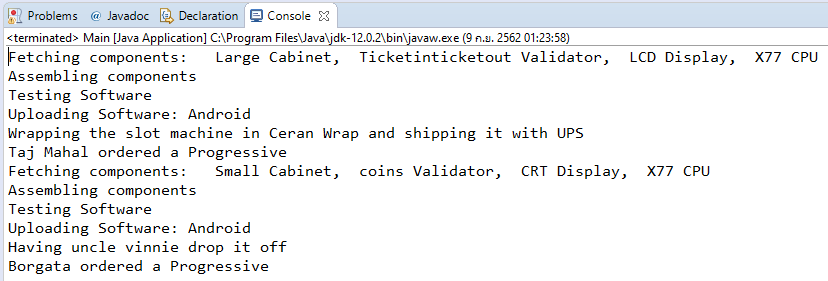 Problems @ Javadoc Declaration Console
<terminated> Main [Java Application] C:\Program Files\Java\jdk-12.0.2\bin\javaw.exe (9 ก.ย. 2562 01:23:58)
Fetching components:   Large Cabinet,  Ticketinticketout Validator,  LCD Display,  X77 CPU
Assembling components
Testing Software
Uploading Software: Android
Wrapping the slot machine in Ceran Wrap and shipping it with UPS
Taj Mahal ordered a Progressive
Fetching components:   Small Cabinet,  coins Validator,  CRT Display,  X77 CPU
Assembling components
Testing Software
Uploading Software: Android
Having uncle vinnie drop it off
Borgata ordered a Progressive